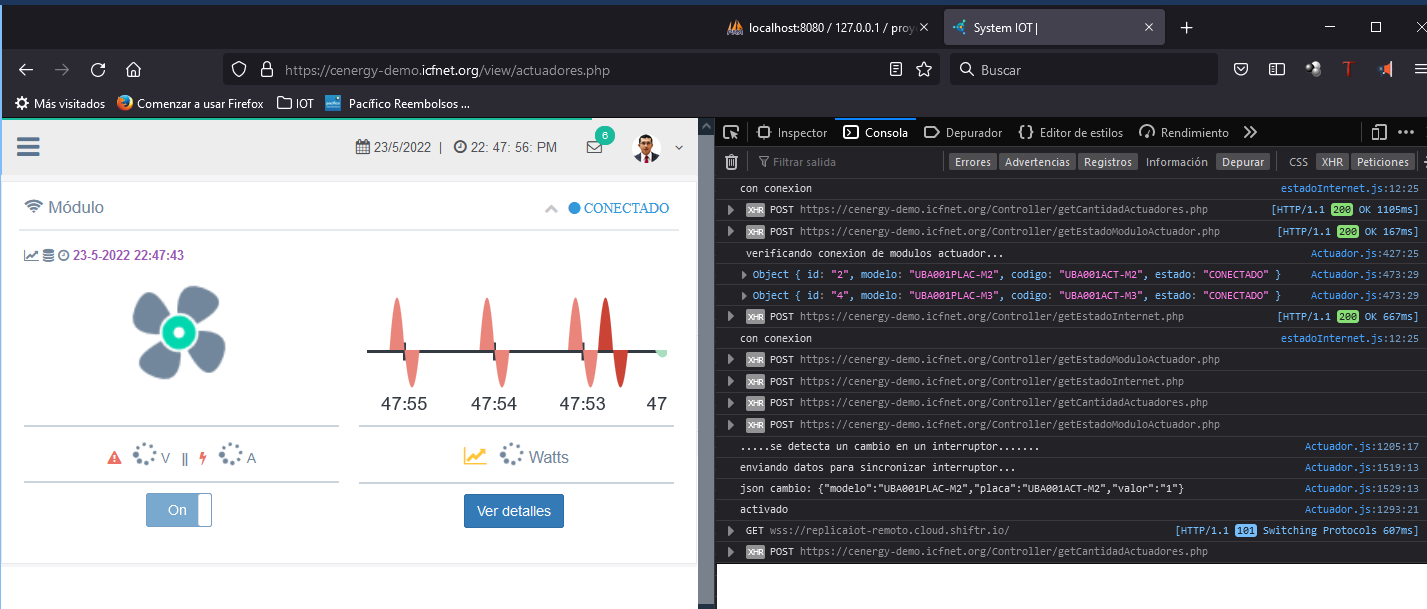 localhost:8080 / 127.0.0.1 / proy
System IOT |
https://cenergy-demo.icfnet.org/view/actuadores.php
Buscar
Más visitados
Comenzar a usar Firefox
IOT
Pacífico Reembolsos ...
23/5/2022 | 22: 47: 56: PM
6
Módulo
CONECTADO
23-5-2022 22:47:43
47:55 47:54 47:53 47
V || A
Watts
On
Ver detalles
Inspector
Consola
Depurador
Editor de estilos
Rendimiento
Filtrar salida
Errores
Advertencias
Registros
Información
Depurar
CSS
XHR
Peticiones
con conexion estadoInternet.js:12:25
XHR POST https://cenergy-demo.icfnet.org/Controller/getCantidadActuadores.php [HTTP/1.1 200 OK 1105ms]
XHR POST https://cenergy-demo.icfnet.org/Controller/getEstadoModuloActuador.php [HTTP/1.1 200 OK 167ms]
verificando conexion de modulos actuador... Actuador.js:427:25
Object { id: "2", modelo: "UBA001PLAC-M2", codigo: "UBA001ACT-M2", estado: "CONECTADO" } Actuador.js:473:29
Object { id: "4", modelo: "UBA001PLAC-M3", codigo: "UBA001ACT-M3", estado: "CONECTADO" } Actuador.js:473:29
XHR POST https://cenergy-demo.icfnet.org/Controller/getEstadoInternet.php [HTTP/1.1 200 OK 667ms]
con conexion estadoInternet.js:12:25
XHR POST https://cenergy-demo.icfnet.org/Controller/getEstadoModuloActuador.php
XHR POST https://cenergy-demo.icfnet.org/Controller/getEstadoInternet.php
XHR POST https://cenergy-demo.icfnet.org/Controller/getCantidadActuadores.php
XHR POST https://cenergy-demo.icfnet.org/Controller/getEstadoModuloActuador.php
.....se detecta un cambio en un interruptor....... Actuador.js:1205:17
enviando datos para sincronizar interruptor... Actuador.js:1519:13
json cambio: {"modelo":"UBA001PLAC-M2","placa":"UBA001ACT-M2","valor":"1"} Actuador.js:1529:13
activado Actuador.js:1293:21
GET wss://replicaiot-remoto.cloud.shiftr.io/ [HTTP/1.1 101 Switching Protocols 607ms]
XHR POST https://cenergy-demo.icfnet.org/Controller/getCantidadActuadores.php